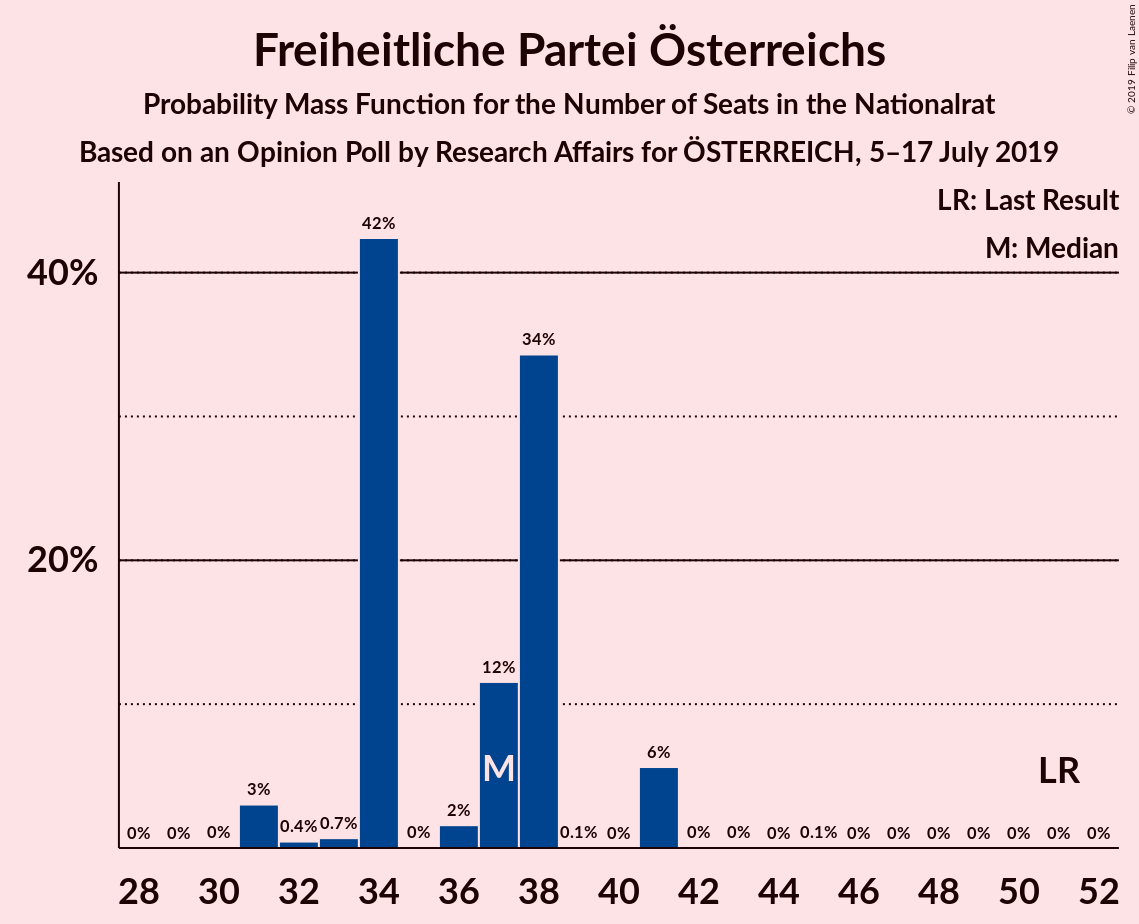 Freiheitliche Partei Österreichs
Probability Mass Function for the Number of Seats in the Nationalrat
Based on an Opinion Poll by Research Affairs for ÖSTERREICH, 5–17 July 2019
© 2019 Filip van Laenen
LR: Last Result
M: Median
40%
20%
0% 0% 0% 3% 0.4% 0.7% 42% 0% 2% 12% 34% 0.1% 0% 6% 0% 0% 0% 0.1% 0% 0% 0% 0% 0% 0% 0%
M
LR
28 30 32 34 36 38 40 42 44 46 48 50 52